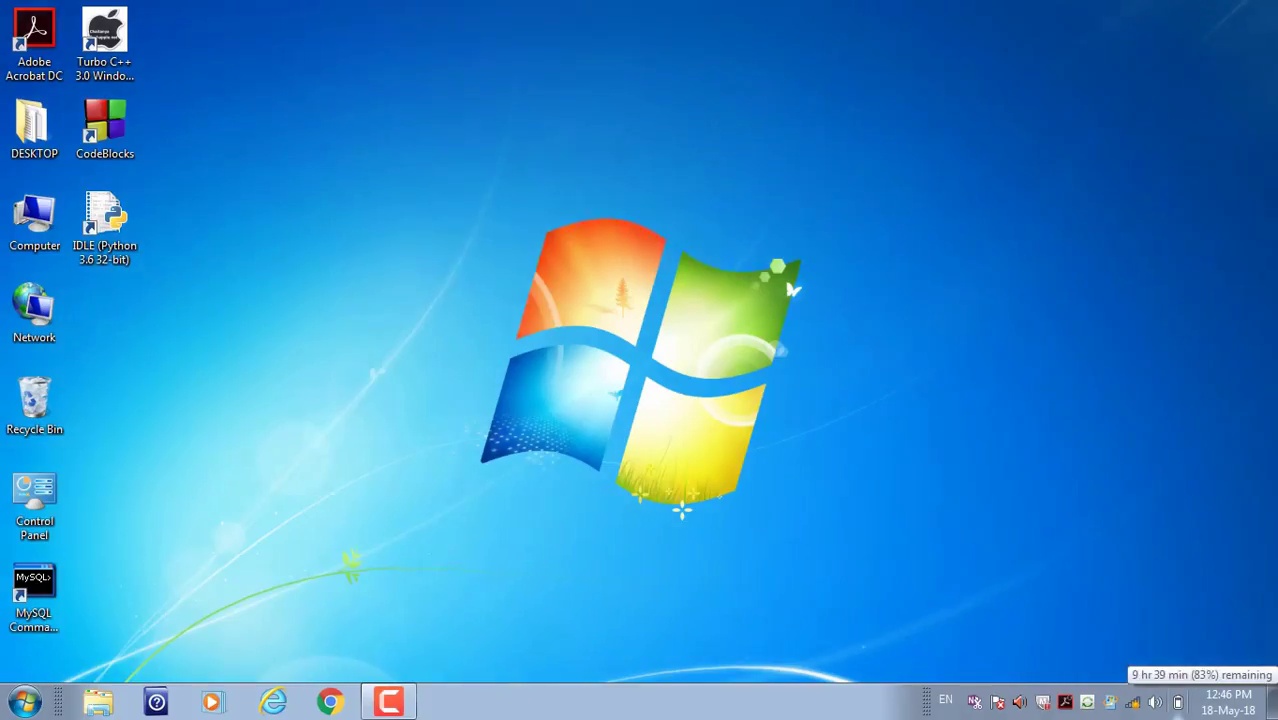 Adobe
Acrobat DC
Turbo C++
3.0 Windo...
DESKTOP
CodeBlocks
Computer
IDLE (Python
3.6 32-bit)
Network
Recycle Bin
Control
Panel
MySQL>
MySQL
Comma...
9 hr 39 min (83%) remaining
EN
12:46 PM
18-May-18